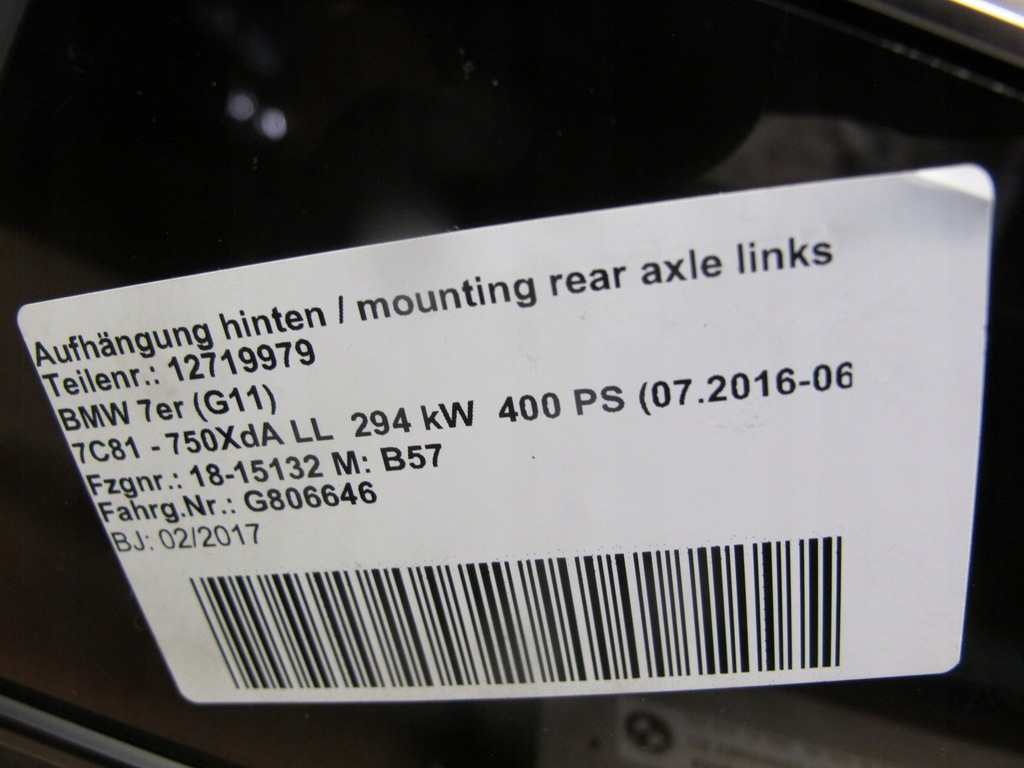 Aufhängung hinten / mounting rear axle links
Teilenr.: 12719979
BMW 7er (G11)
7C81 - 750XdA LL 294 kW 400 PS (07.2016-06
Fzgnr.: 18-15132 M: B57
Fahrg.Nr.: G806646
BJ: 02/2017